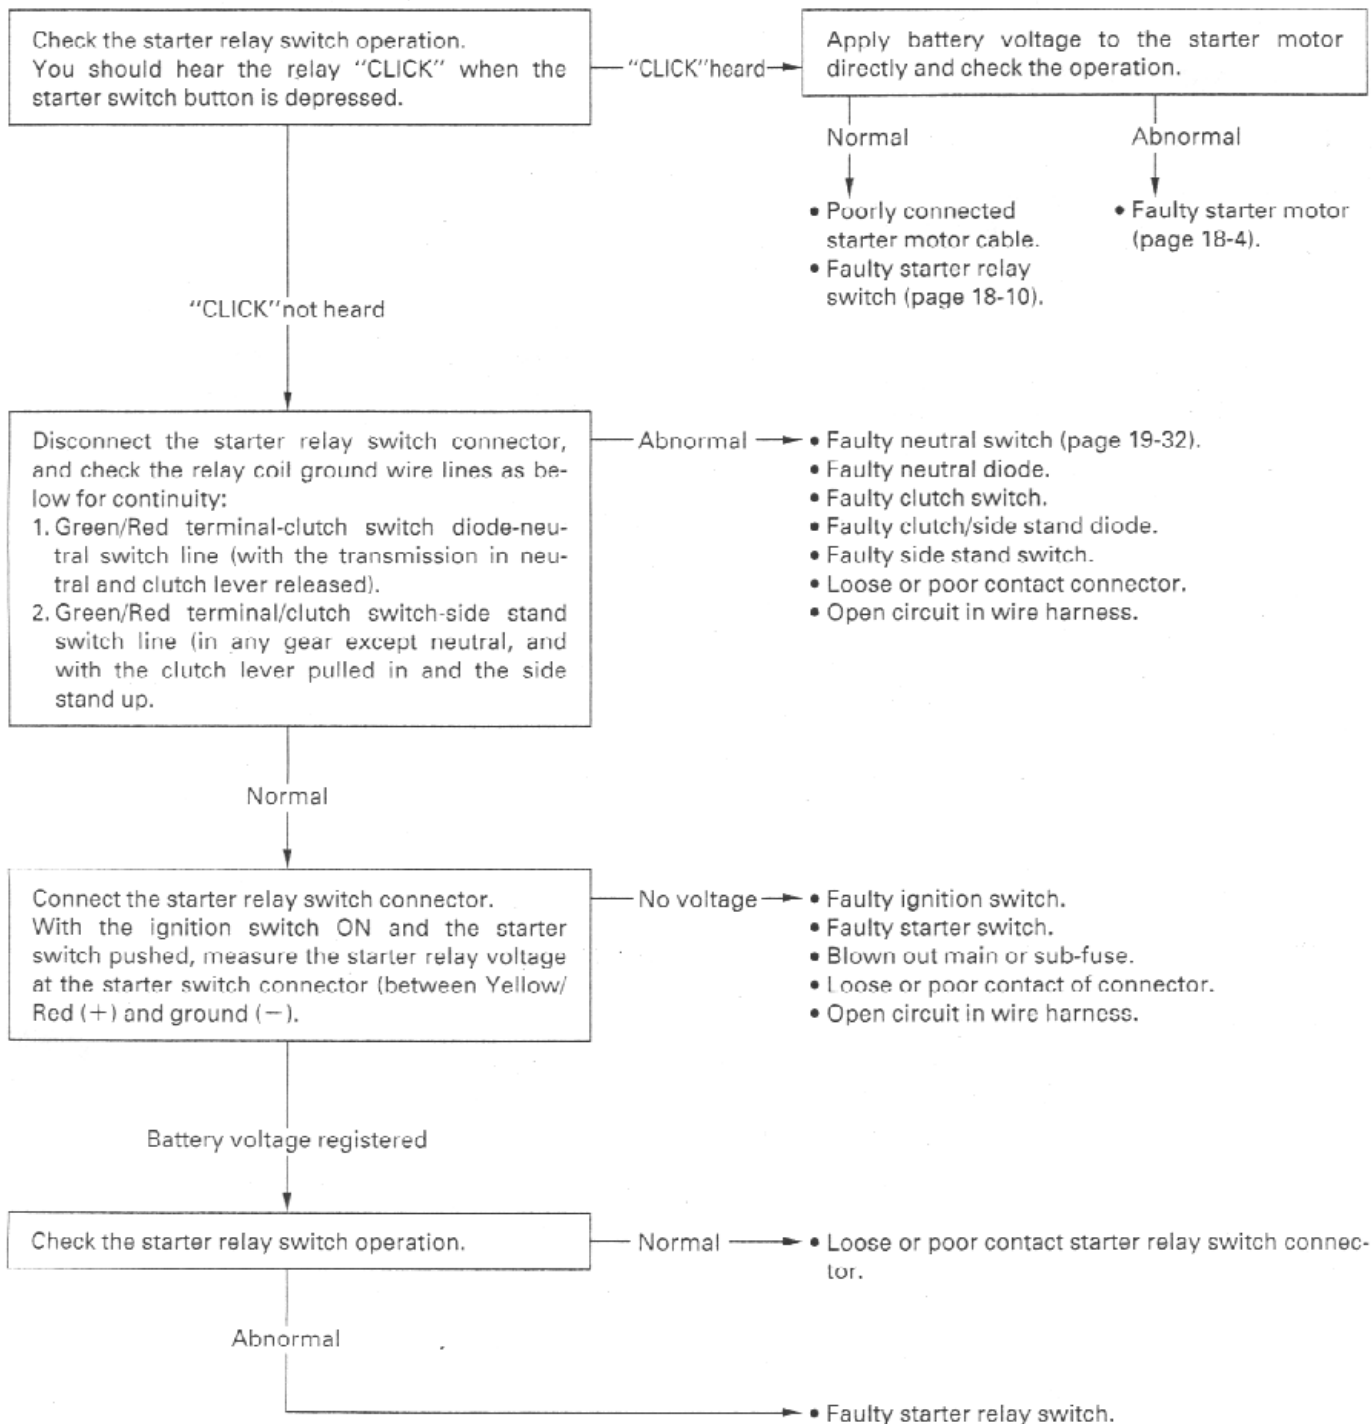 Check the starter relay switch operation.
You should hear the relay “CLICK” when the
starter switch button is depressed.
“CLICK”heard
Apply battery voltage to the starter motor
directly and check the operation.
Normal
Abnormal
• Poorly connected
starter motor cable.
• Faulty starter relay
switch (page 18-10).
• Faulty starter motor
(page 18-4).
“CLICK”not heard
Disconnect the starter relay switch connector,
and check the relay coil ground wire lines as be-
low for continuity:
1. Green/Red terminal-clutch switch diode-neu-
tral switch line (with the transmission in neu-
tral and clutch lever released).
2. Green/Red terminal/clutch switch-side stand
switch line (in any gear except neutral, and
with the clutch lever pulled in and the side
stand up.
Abnormal
• Faulty neutral switch (page 19-32).
• Faulty neutral diode.
• Faulty clutch switch.
• Faulty clutch/side stand diode.
• Faulty side stand switch.
• Loose or poor contact connector.
• Open circuit in wire harness.
Normal
Connect the starter relay switch connector.
With the ignition switch ON and the starter
switch pushed, measure the starter relay voltage
at the starter switch connector (between Yellow/
Red (+) and ground (−).
No voltage
• Faulty ignition switch.
• Faulty starter switch.
• Blown out main or sub-fuse.
• Loose or poor contact of connector.
• Open circuit in wire harness.
Battery voltage registered
Check the starter relay switch operation.
Normal
• Loose or poor contact starter relay switch connec-
tor.
Abnormal
• Faulty starter relay switch.